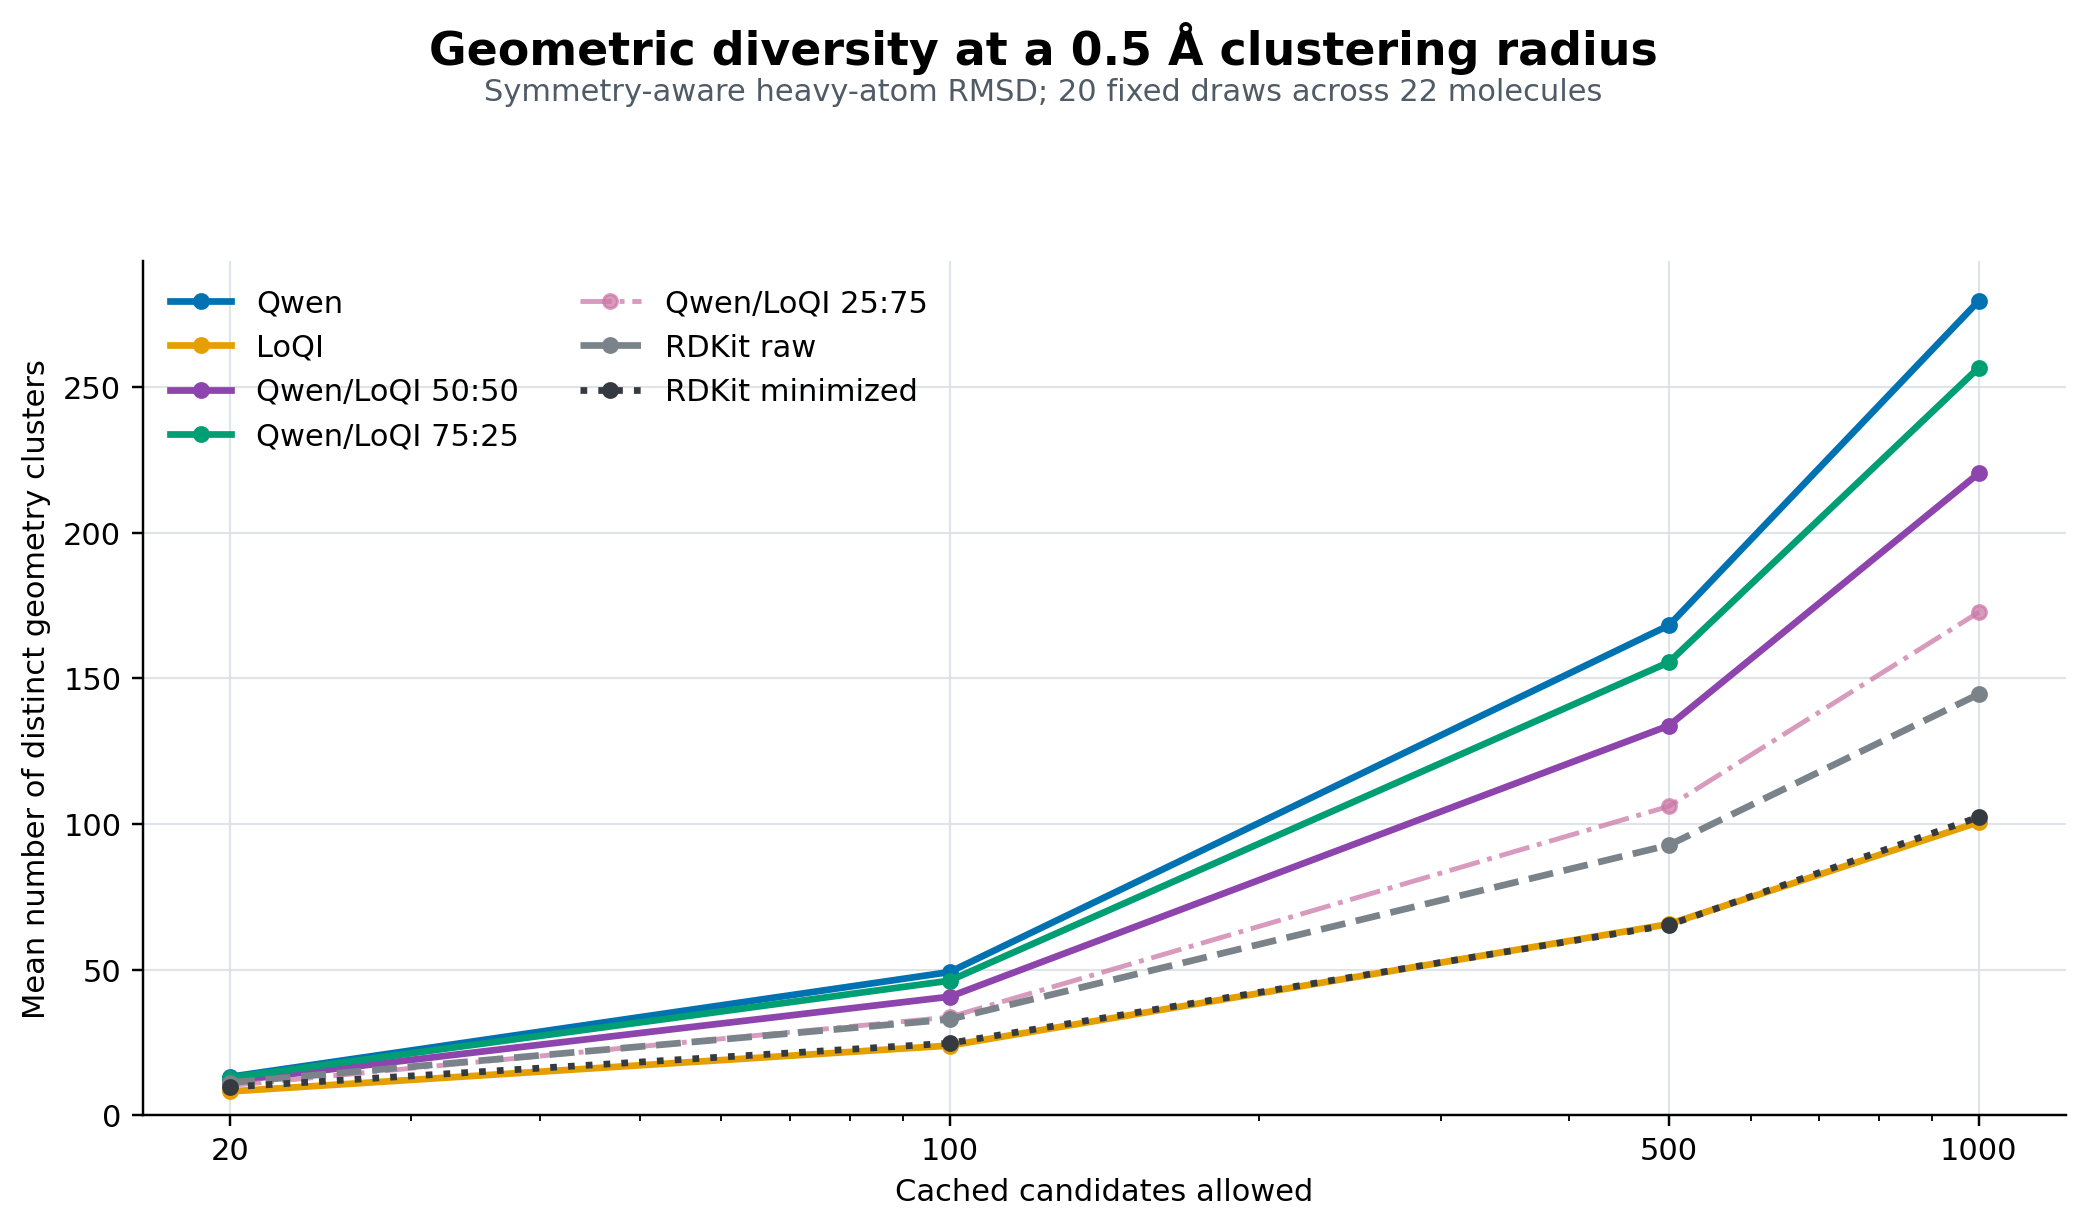 Geometric diversity at a 0.5 Å clustering radius
Symmetry-aware heavy-atom RMSD; 20 fixed draws across 22 molecules
Qwen
LoQI
Qwen/LoQI 50:50
Qwen/LoQI 75:25
Qwen/LoQI 25:75
RDKit raw
RDKit minimized
Mean number of distinct geometry clusters
250
200
150
100
50
0
20
100
500
1000
Cached candidates allowed